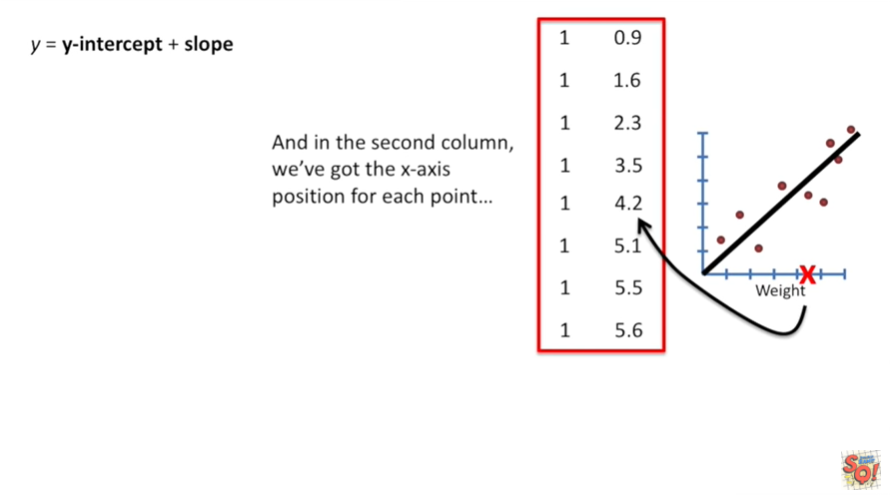 y = y-intercept + slope
And in the second column,
we've got the x-axis
position for each point...
1 0.9
1 1.6
1 2.3
1 3.5
1 4.2
1 5.1
1 5.5
1 5.6
X
Weight
SQ!